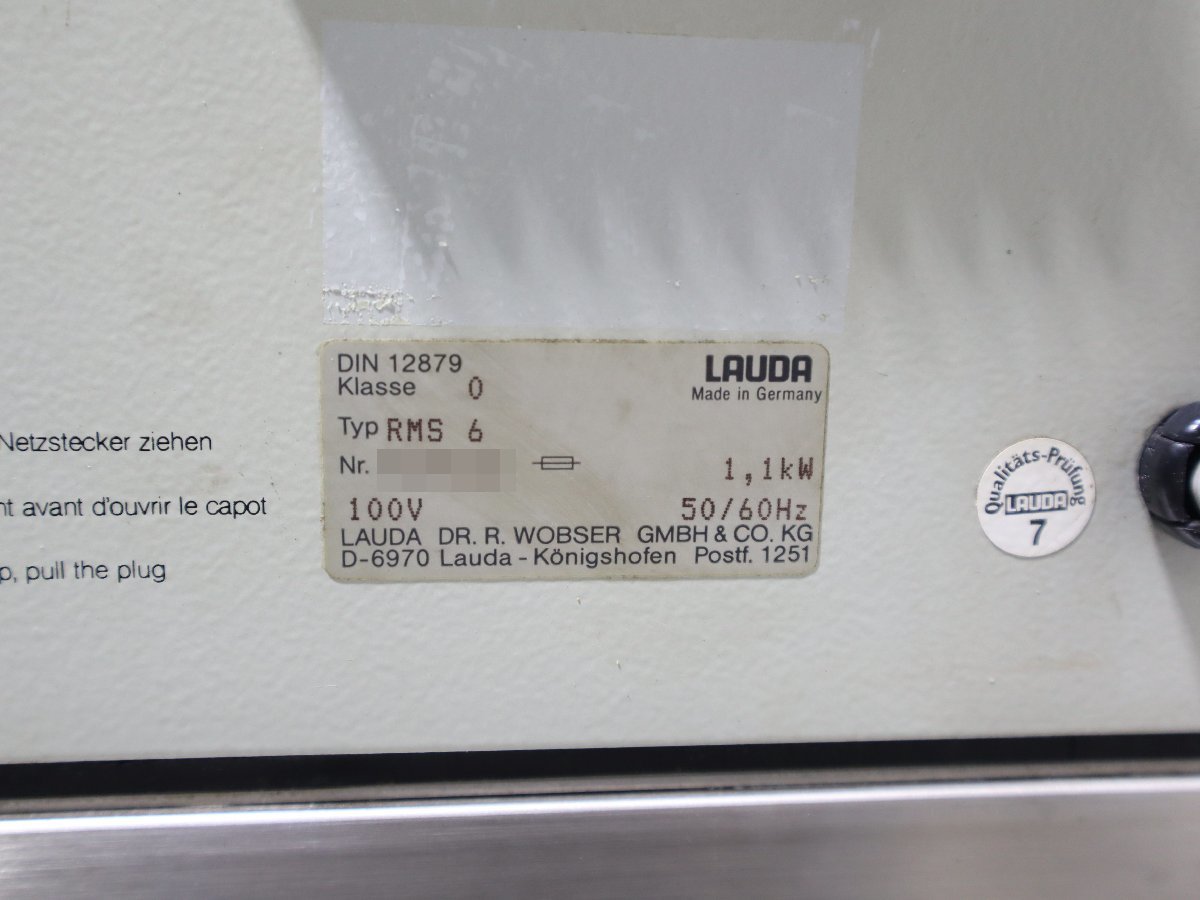 DIN 12879
Klasse 0
LAUDA
Made in Germany
Typ RMS 6
Nr.
1,1kW
100V 50/60Hz
LAUDA DR. R. WOBSER GMBH & CO. KG
D-6970 Lauda - Königshofen Postf. 1251
Netzstecker ziehen
avant d'ouvrir le capot
pull the plug
Qualitäts-Prüfung
LAUDA
7